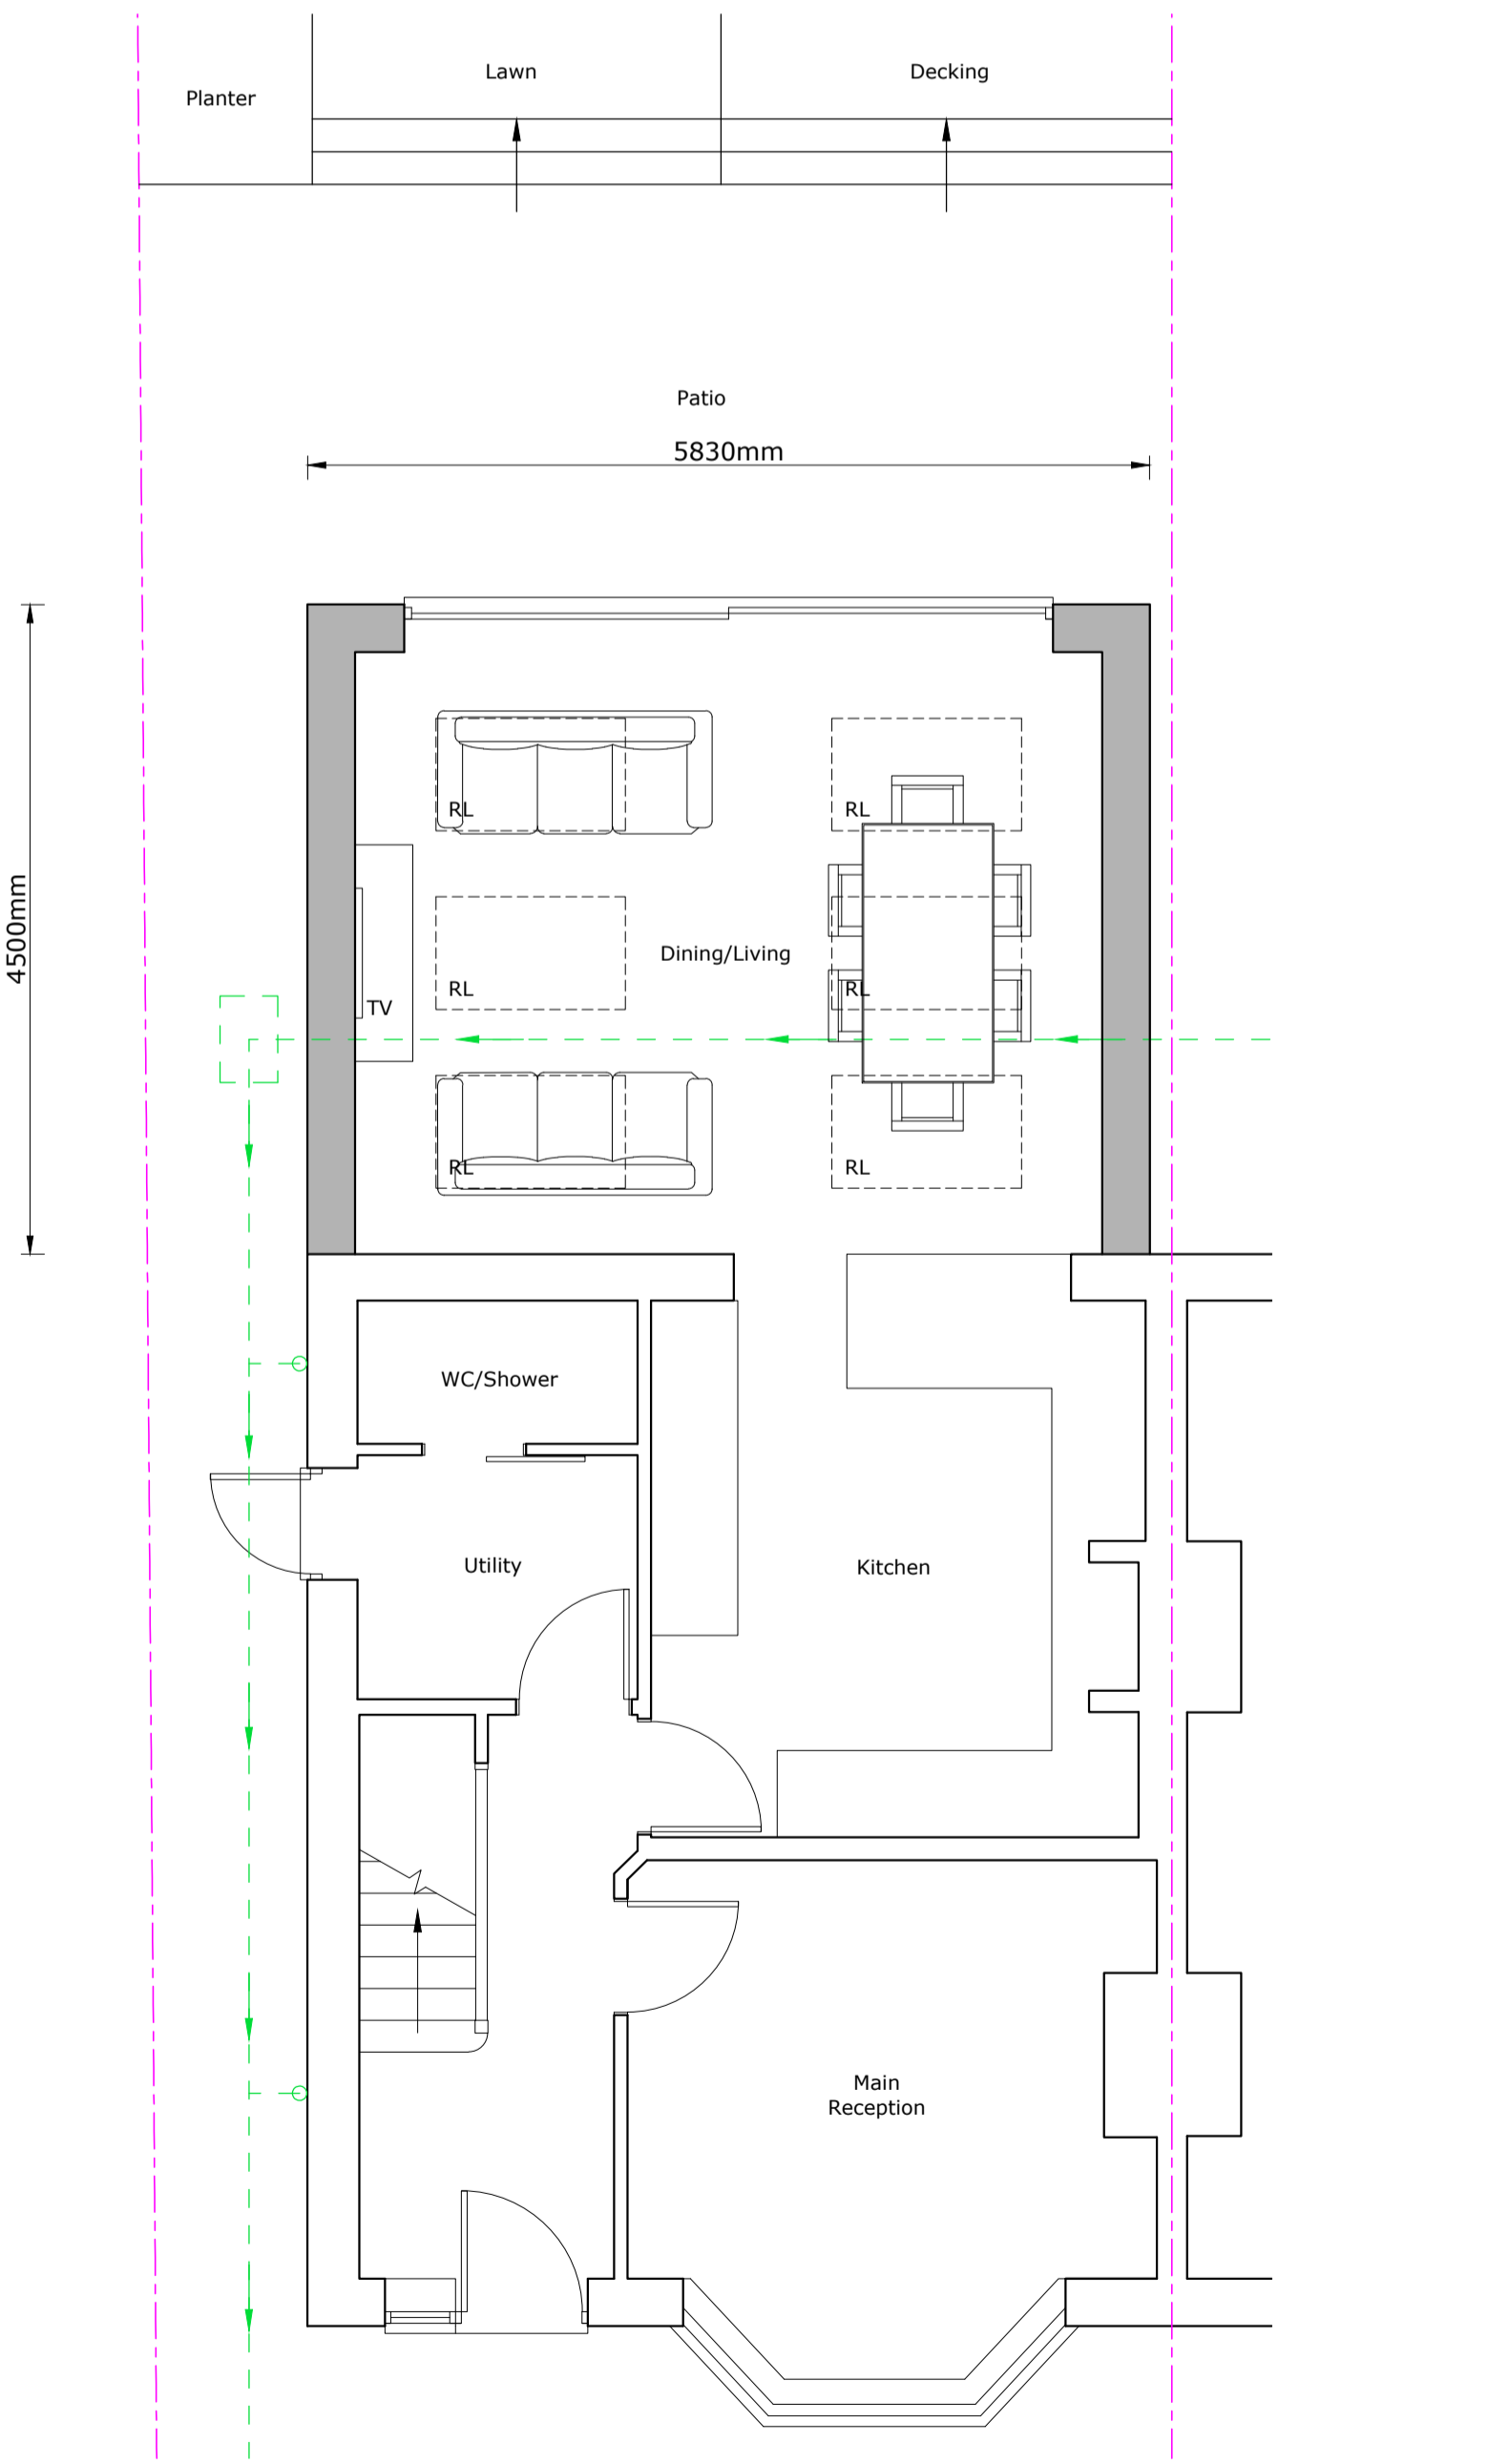 Lawn
Decking
Planter
Patio
5830mm
4500mm
RL
RL
Dining/Living
RL
RL
TV
RL
RL
WC/Shower
Utility
Kitchen
Main
Reception